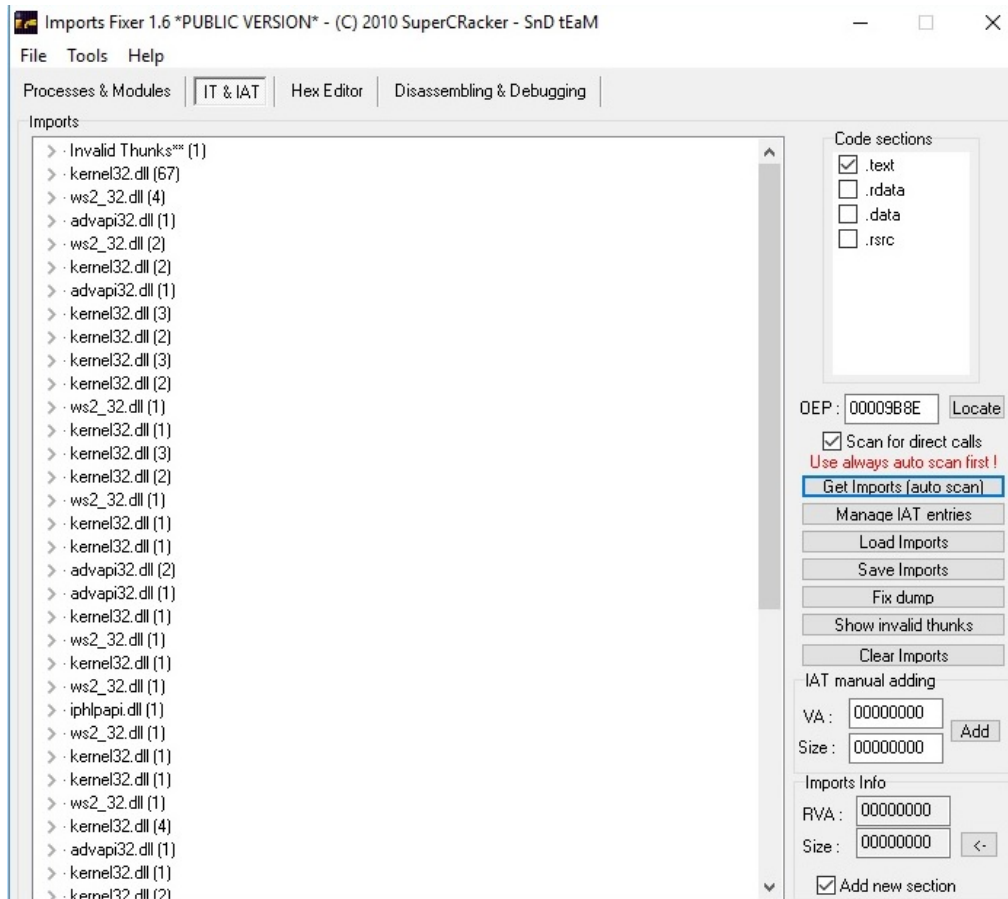 Imports Fixer 1.6 *PUBLIC VERSION* - (C) 2010 SuperCRacker - SnD tEaM
File Tools Help
Processes & Modules IT & IAT Hex Editor Disassembling & Debugging
Imports
Invalid Thunks** (1)
kernel32.dll (67)
ws2_32.dll (4)
advapi32.dll (1)
ws2_32.dll (2)
kernel32.dll (2)
advapi32.dll (1)
kernel32.dll (3)
kernel32.dll (2)
kernel32.dll (3)
kernel32.dll (2)
ws2_32.dll (1)
kernel32.dll (1)
kernel32.dll (3)
kernel32.dll (2)
ws2_32.dll (1)
kernel32.dll (1)
kernel32.dll (1)
advapi32.dll (2)
advapi32.dll (1)
kernel32.dll (1)
ws2_32.dll (1)
kernel32.dll (1)
ws2_32.dll (1)
iphlpapi.dll (1)
ws2_32.dll (1)
kernel32.dll (1)
kernel32.dll (1)
ws2_32.dll (1)
kernel32.dll (4)
advapi32.dll (1)
kernel32.dll (1)
kernel32.dll (2)
Code sections
.text
.rdata
.data
.rsrc
OEP : 00009B8E Locate
Scan for direct calls
Use always auto scan first !
Get Imports (auto scan)
Manage IAT entries
Load Imports
Save Imports
Fix dump
Show invalid thunks
Clear Imports
IAT manual adding
VA : 00000000
Add
Size : 00000000
Imports Info
RVA : 00000000
Size : 00000000 <-
Add new section